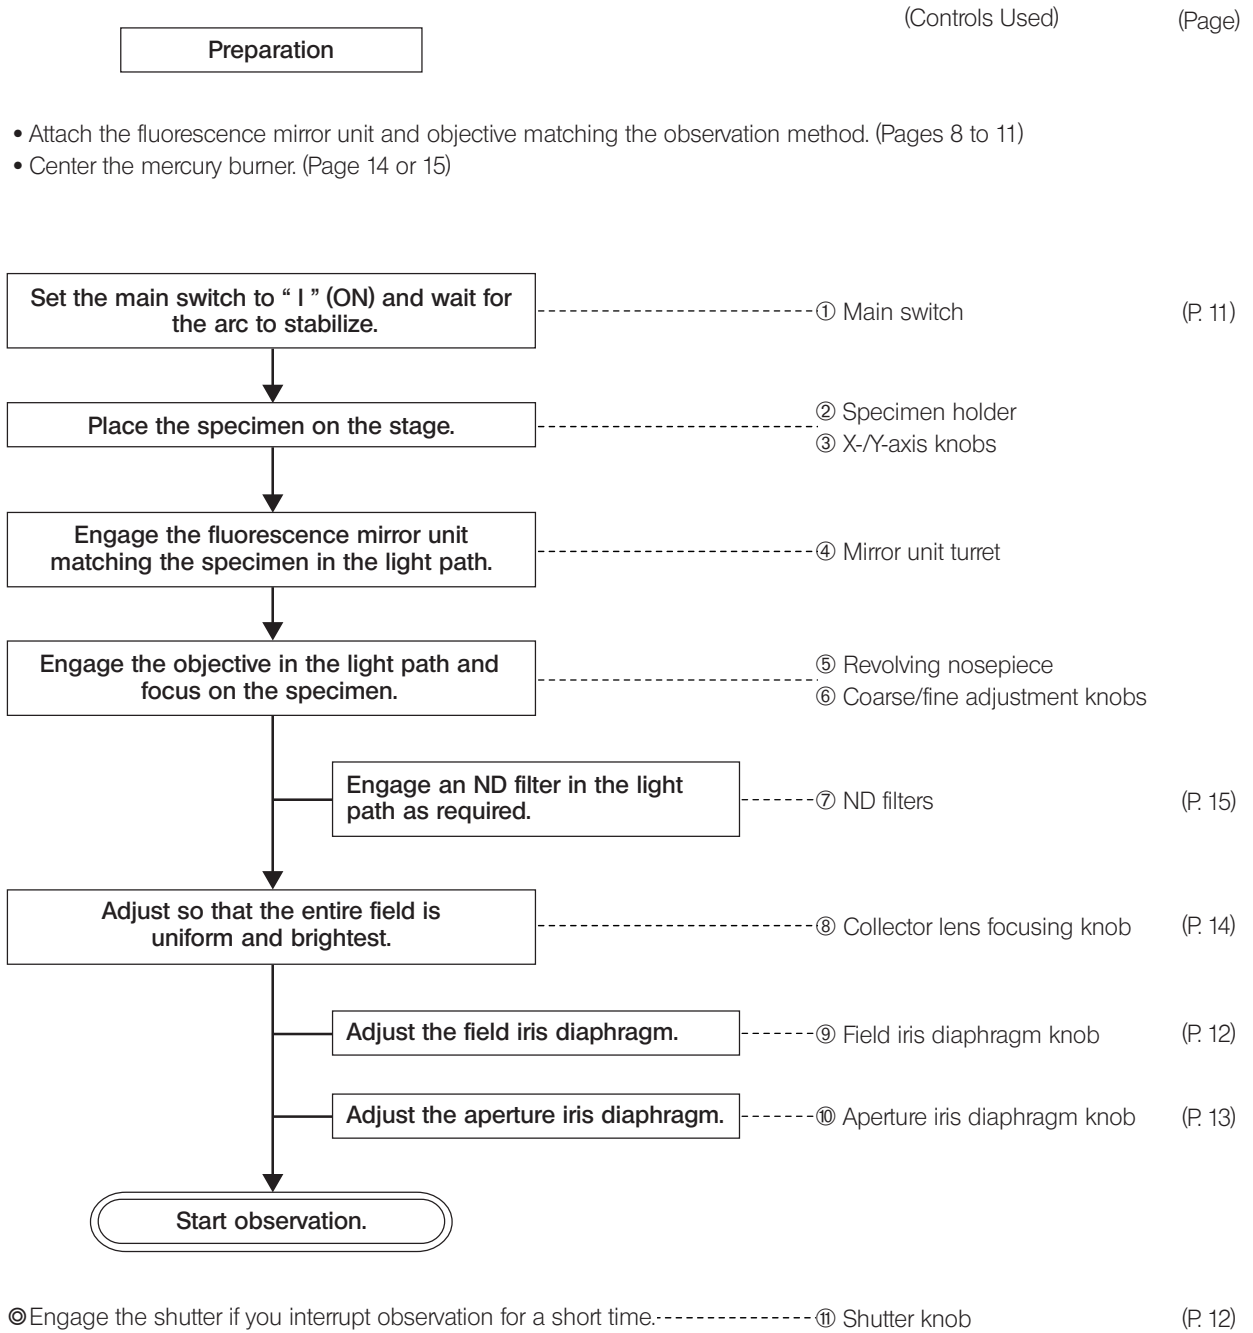 (Controls Used) (Page)
Preparation
• Attach the fluorescence mirror unit and objective matching the observation method. (Pages 8 to 11)
• Center the mercury burner. (Page 14 or 15)
Set the main switch to “ I ” (ON) and wait for
the arc to stabilize.
① Main switch (P. 11)
Place the specimen on the stage.
② Specimen holder
③ X-/Y-axis knobs
Engage the fluorescence mirror unit
matching the specimen in the light path.
④ Mirror unit turret
Engage the objective in the light path and
focus on the specimen.
⑤ Revolving nosepiece
⑥ Coarse/fine adjustment knobs
Engage an ND filter in the light
path as required.
⑦ ND filters (P. 15)
Adjust so that the entire field is
uniform and brightest.
⑧ Collector lens focusing knob (P. 14)
Adjust the field iris diaphragm.
⑨ Field iris diaphragm knob (P. 12)
Adjust the aperture iris diaphragm.
⑩ Aperture iris diaphragm knob (P. 13)
Start observation.
◎Engage the shutter if you interrupt observation for a short time. ⑪ Shutter knob (P. 12)